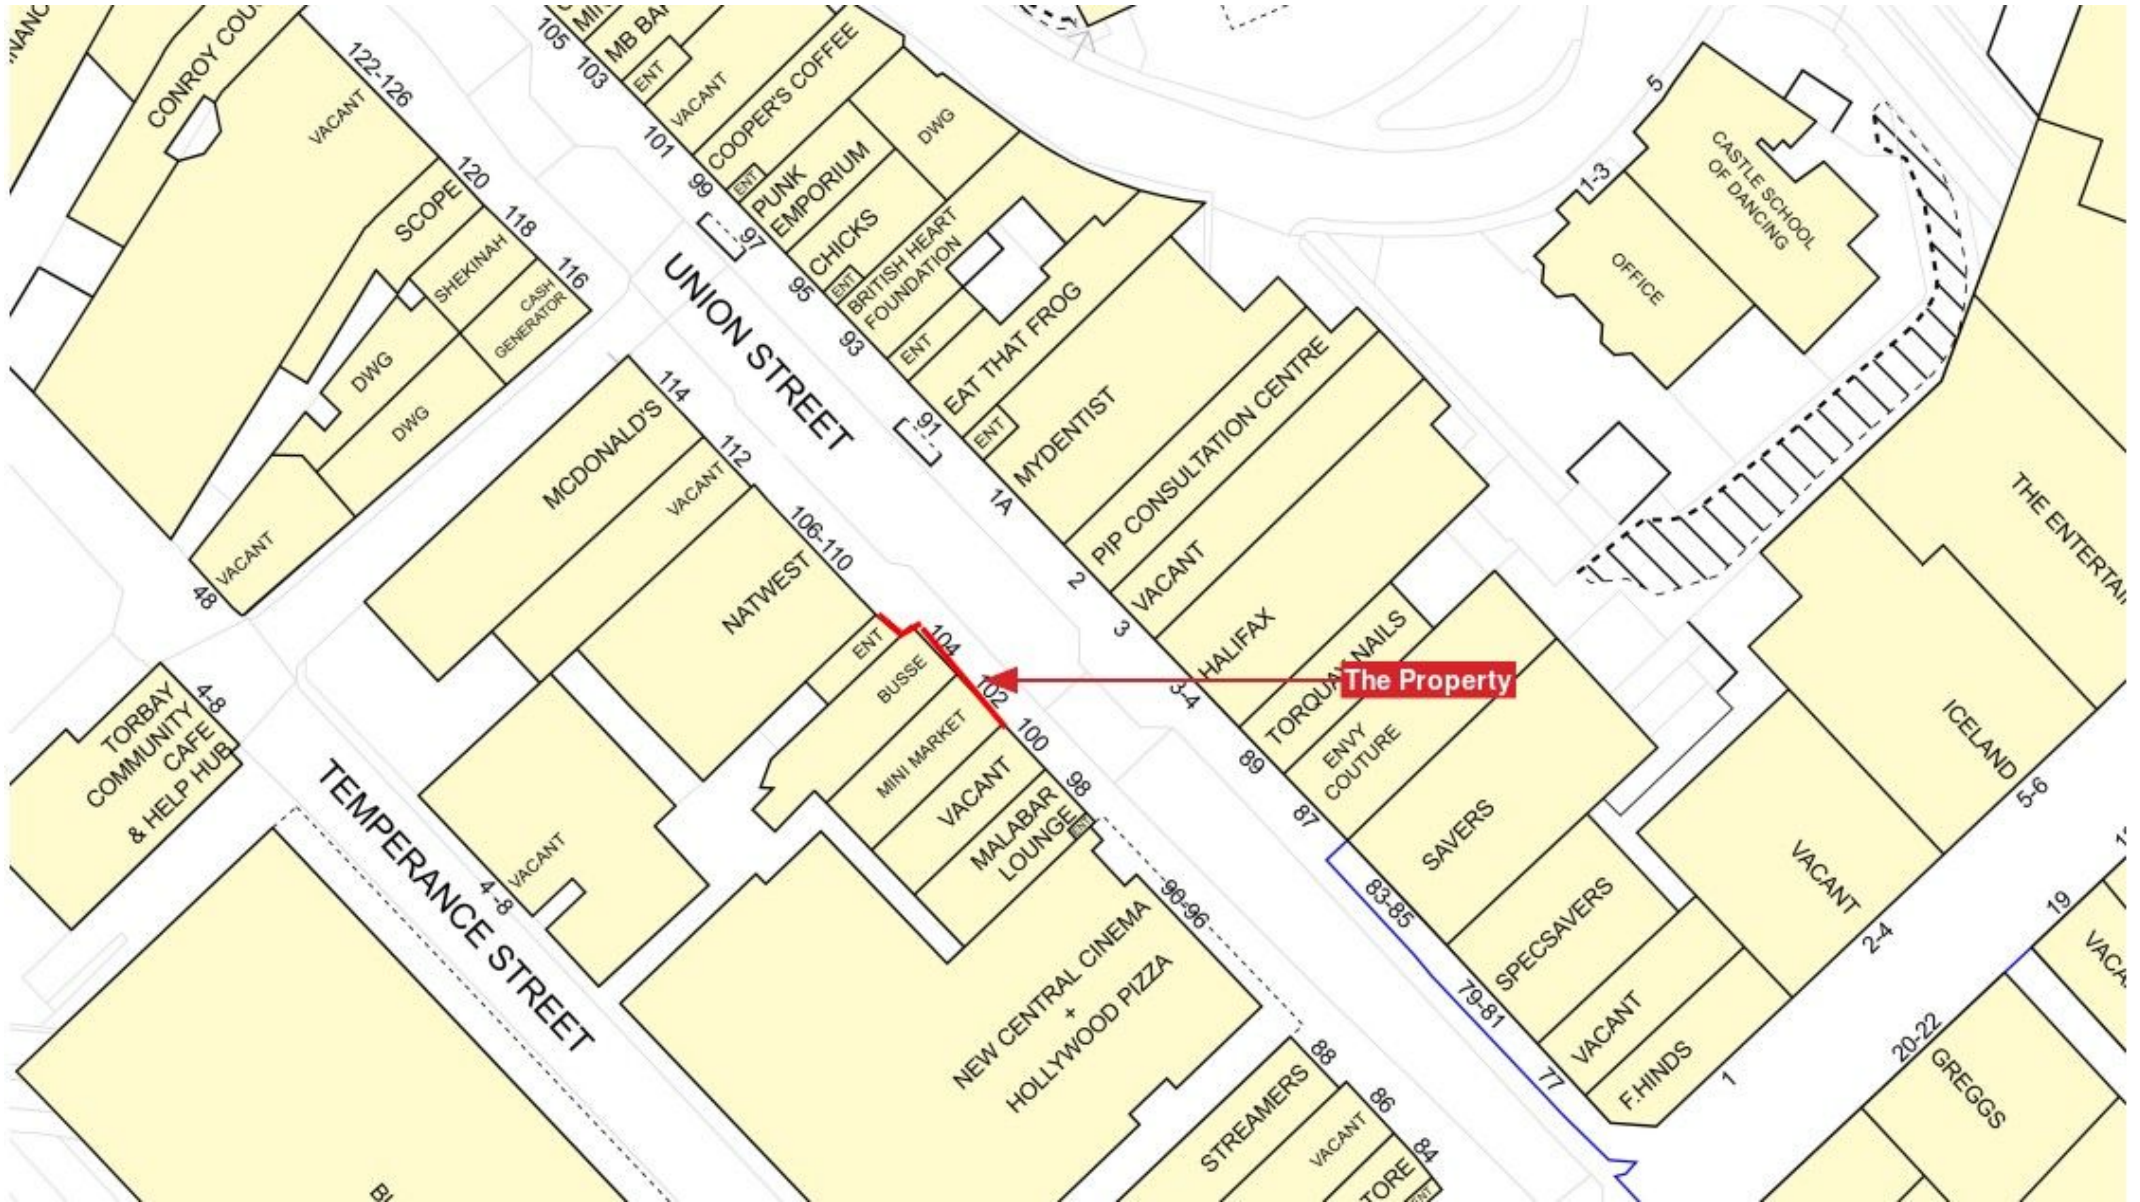 CONROY COU
122-126
VACANT
120
SCOPE
118
SHEKINAH
116
CASH
GENERATOR
DWG
DWG
VACANT
48
105
103
MB BA
ENT
VACANT
101
COOPER'S COFFEE
99
ENT
PUNK
EMPORIUM
97
CHICKS
DWG
95
ENT
BRITISH HEART
FOUNDATION
93
ENT
EAT THAT FROG
91
ENT
MYDENTIST
1A
PIP CONSULTATION CENTRE
2
VACANT
3
HALIFAX
3-4
TORQUAY NAILS
89
ENVY
COUTURE
87
SAVERS
83-85
SPECSAVERS
79-81
VACANT
77
F.HINDS
1
UNION STREET
114
MCDONALD'S
112
VACANT
106-110
NATWEST
ENT
104
BUSSE
102
MINI MARKET
100
VACANT
98
MALABAR
LOUNGE
ENT
90-96
NEW CENTRAL CINEMA
+
HOLLYWOOD PIZZA
88
STREAMERS
86
VACANT
84
TORE
The Property
5
1-3
CASTLE SCHOOL
OF DANCING
OFFICE
THE ENTERTAI
ICELAND
5-6
VACANT
2-4
19
VACA
20-22
GREGGS
TORBAY
COMMUNITY
CAFE
& HELP HUB
4-8
TEMPERANCE STREET
VACANT
4-8